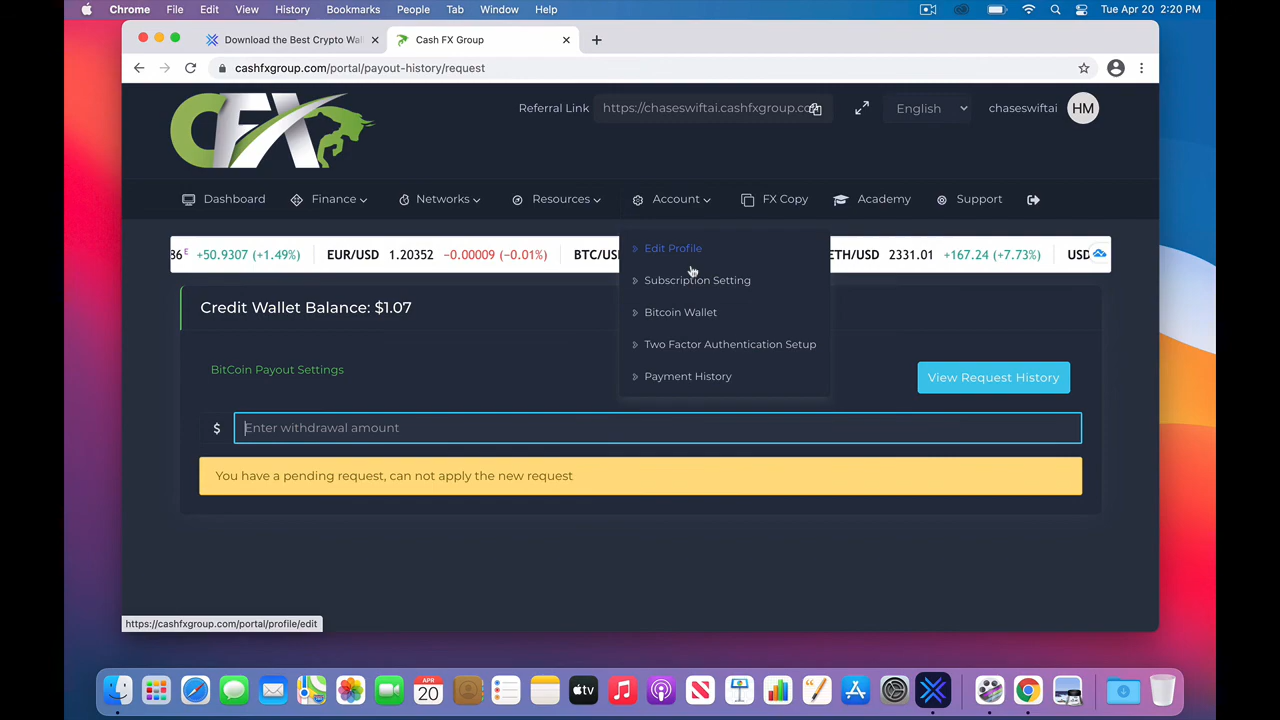 Chrome File Edit View History Bookmarks People Tab Window Help Tue Apr 20 2:20 PM
Download the Best Crypto Wal Cash FX Group
cashfxgroup.com/portal/payout-history/request
CFX
Referral Link https://chaseswiftai.cashfxgroup.co English chaseswiftai HM
Dashboard Finance Networks Resources Account FX Copy Academy Support
36 E +50.9307 (+1.49%) EUR/USD 1.20352 −0.00009 (−0.01%) BTC/US ETH/USD 2331.01 +167.24 (+7.73%) USD
Edit Profile
Subscription Setting
Bitcoin Wallet
Two Factor Authentication Setup
Payment History
Credit Wallet Balance: $1.07
BitCoin Payout Settings
View Request History
$ Enter withdrawal amount
You have a pending request, can not apply the new request
https://cashfxgroup.com/portal/profile/edit
APR
20
tv